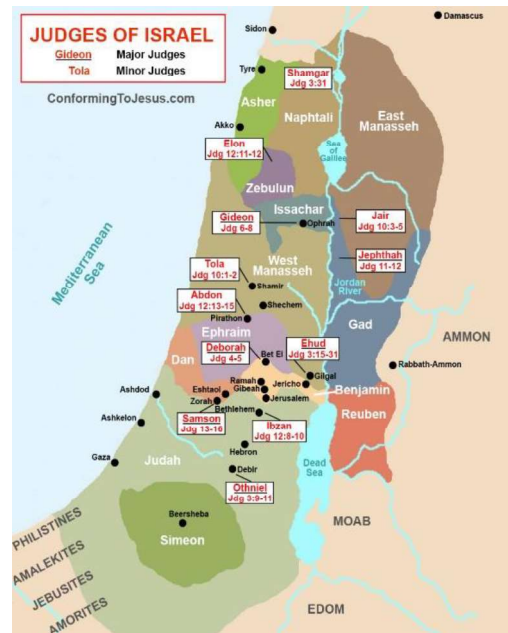 JUDGES OF ISRAEL
Gideon Major Judges
Tola Minor Judges
ConformingToJesus.com
Damascus
Sidon
Tyre
Shamgar
Jdg 3:31
Asher
Naphtali
East
Manasseh
Akko
Sea
of
Galilee
Elon
Jdg 12:11-12
Zebulun
Issachar
Gideon
Jdg 6-8
Ophrah
Jair
Jdg 10:3-5
Mediterranean
Sea
West
Manasseh
Jephthah
Jdg 11-12
Tola
Jdg 10:1-2
Shamir
Jordan
River
Abdon
Jdg 12:13-15
Shechem
Pirathon
Gad
Ephraim
AMMON
Deborah
Jdg 4-5
Ehud
Jdg 3:15-31
Dan
Bet El
Rabbath-Ammon
Gilgal
Ramah
Jericho
Benjamin
Ashdod
Eshtaol
Gibeah
Zorah
Jerusalem
Reuben
Bethlehem
Samson
Jdg 13-16
Ibzan
Jdg 12:8-10
Ashkelon
Hebron
Gaza
Judah
Debir
Dead
Sea
Othniel
Jdg 3:9-11
Beersheba
Simeon
MOAB
PHILISTINES
AMALEKITES
JEBUSITES
AMORITES
EDOM